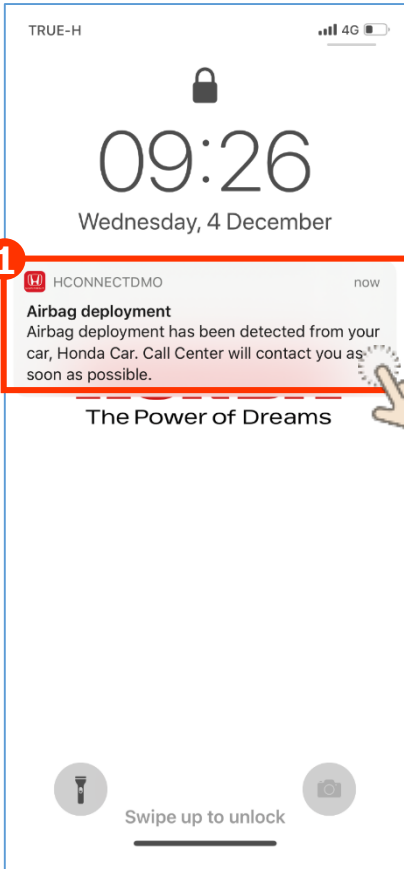 TRUE-H
4G
09:26
Wednesday, 4 December
1
HCONNECTDMO
now
Airbag deployment
Airbag deployment has been detected from your
car, Honda Car. Call Center will contact you as
soon as possible.
The Power of Dreams
Swipe up to unlock